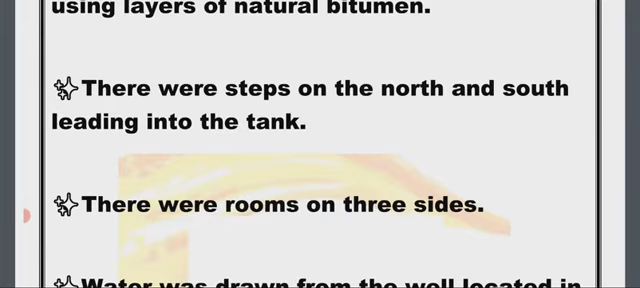 using layers of natural bitumen.
There were steps on the north and south
leading into the tank.
There were rooms on three sides.
Water was drawn from the well located in